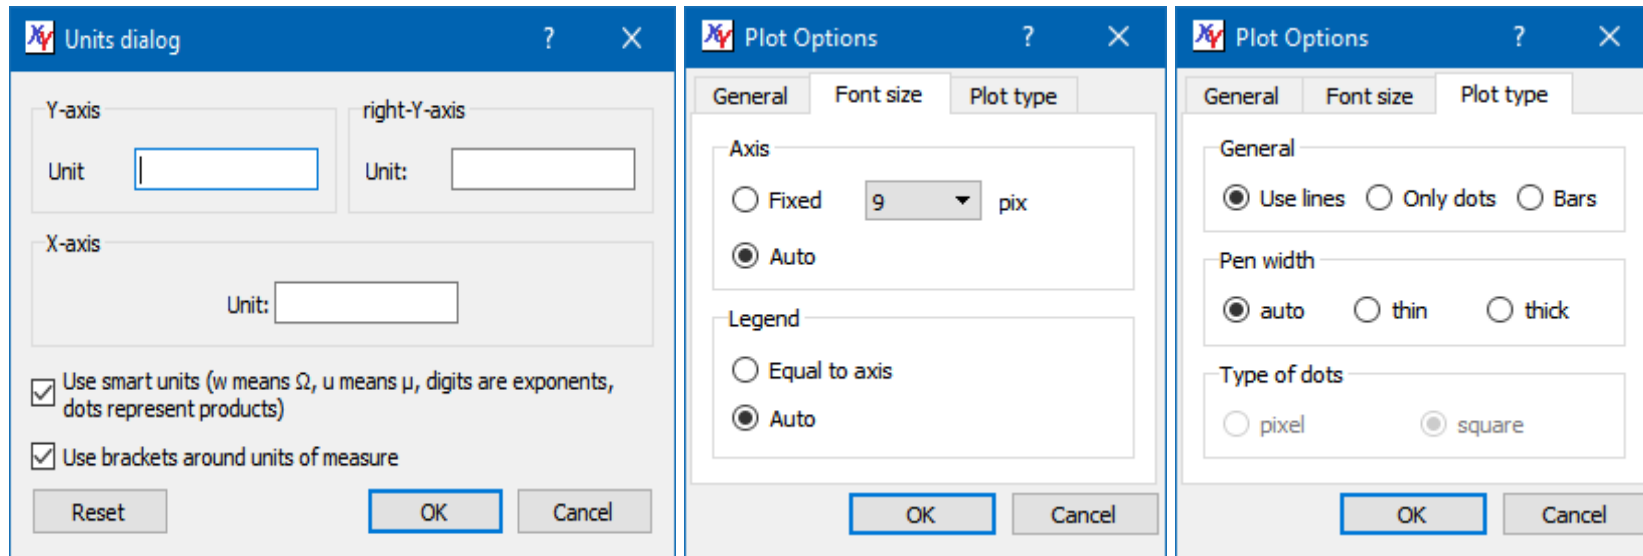 XY Units dialog ? X
Y-axis
Unit
right-Y-axis
Unit:
X-axis
Unit:
Use smart units (w means Ω, u means μ, digits are exponents,
dots represent products)
Use brackets around units of measure
Reset OK Cancel
XY Plot Options ? X
General Font size Plot type
Axis
Fixed 9 pix
Auto
Legend
Equal to axis
Auto
OK Cancel
XY Plot Options ? X
General Font size Plot type
General
Use lines Only dots Bars
Pen width
auto thin thick
Type of dots
pixel square
OK Cancel